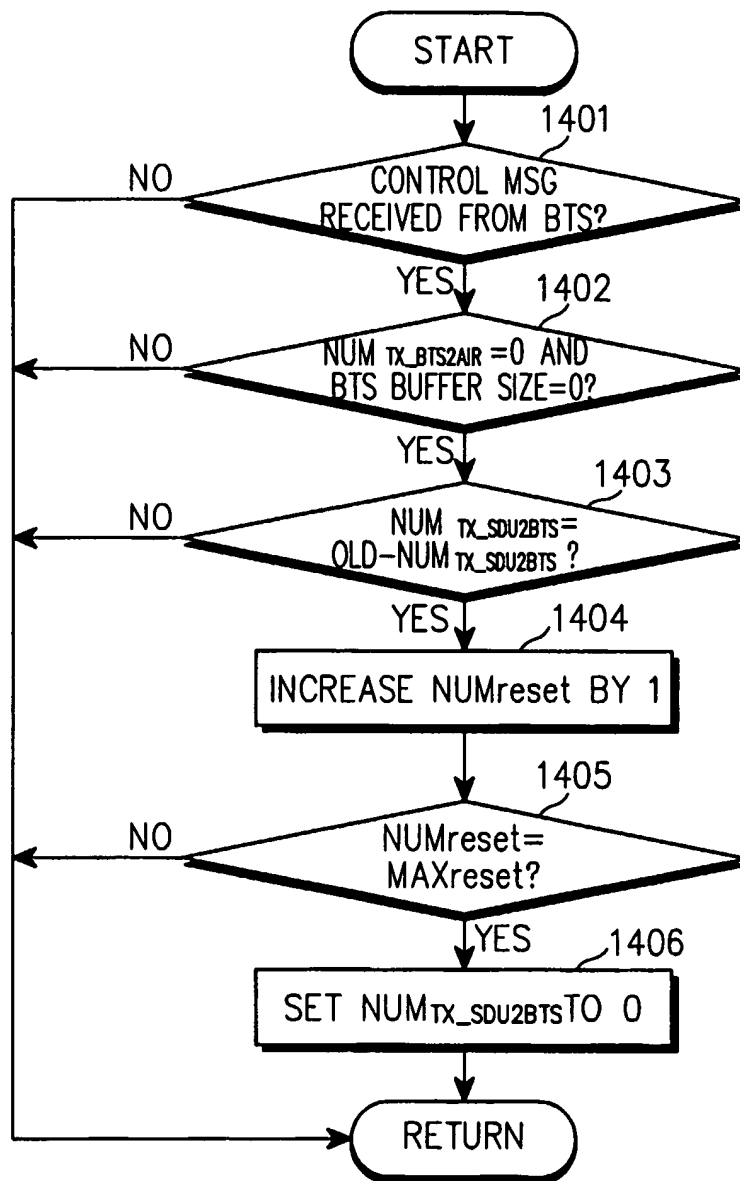 START
1401
NO
CONTROL MSG
RECEIVED FROM BTS?
YES
1402
NO
NUM TX_BTS2AIR =0 AND
BTS BUFFER SIZE=0?
YES
1403
NO
NUM TX_SDU2BTS=
OLD-NUM TX_SDU2BTS ?
YES
1404
INCREASE NUMreset BY 1
1405
NO
NUMreset=
MAXreset?
YES
1406
SET NUM TX_SDU2BTS TO 0
RETURN